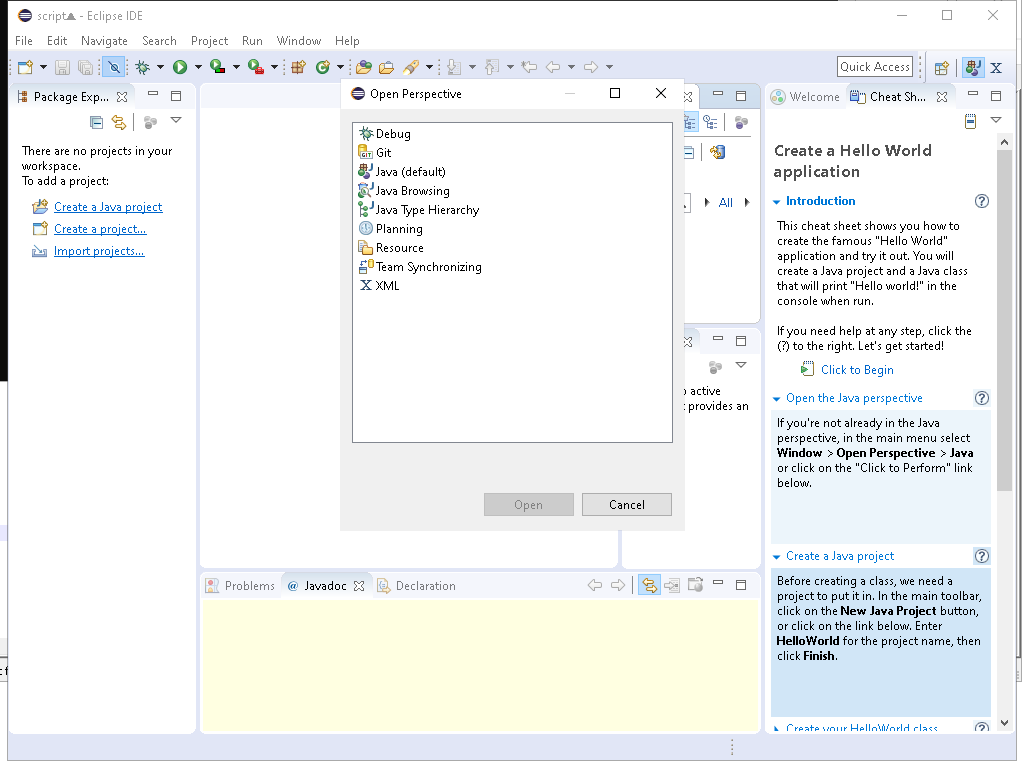 script▲ - Eclipse IDE
File Edit Navigate Search Project Run Window Help
Quick Access
Package Exp...
There are no projects in your
workspace.
To add a project:
Create a Java project
Create a project...
Import projects...
Open Perspective
Debug
Git
Java (default)
Java Browsing
Java Type Hierarchy
Planning
Resource
Team Synchronizing
XML
Open Cancel
All
active
provides an
Problems @ Javadoc Declaration
Welcome Cheat Sh...
Create a Hello World
application
Introduction
This cheat sheet shows you how to
create the famous "Hello World"
application and try it out. You will
create a Java project and a Java class
that will print "Hello world!" in the
console when run.
If you need help at any step, click the
(?) to the right. Let's get started!
Click to Begin
Open the Java perspective
If you're not already in the Java
perspective, in the main menu select
Window > Open Perspective > Java
or click on the "Click to Perform" link
below.
Create a Java project
Before creating a class, we need a
project to put it in. In the main toolbar,
click on the New Java Project button,
or click on the link below. Enter
HelloWorld for the project name, then
click Finish.
Create your HelloWorld class